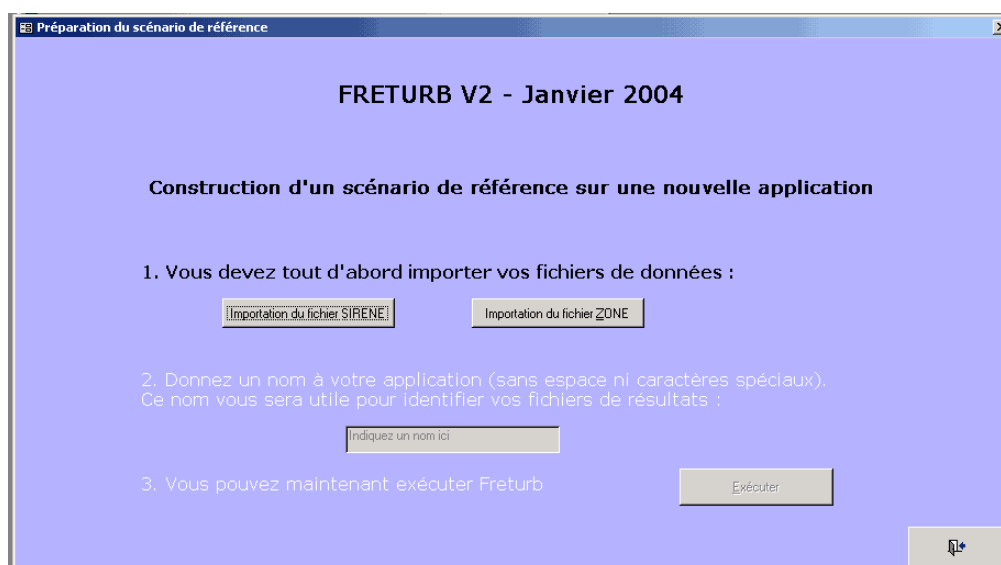 Préparation du scénario de référence
FRETURB V2 - Janvier 2004
Construction d'un scénario de référence sur une nouvelle application
1. Vous devez tout d'abord importer vos fichiers de données :
Importation du fichier SIRENE
Importation du fichier ZONE
2. Donnez un nom à votre application (sans espace ni caractères spéciaux).
Ce nom vous sera utile pour identifier vos fichiers de résultats :
Indiquez un nom ici
3. Vous pouvez maintenant exécuter Freturb
Exécuter